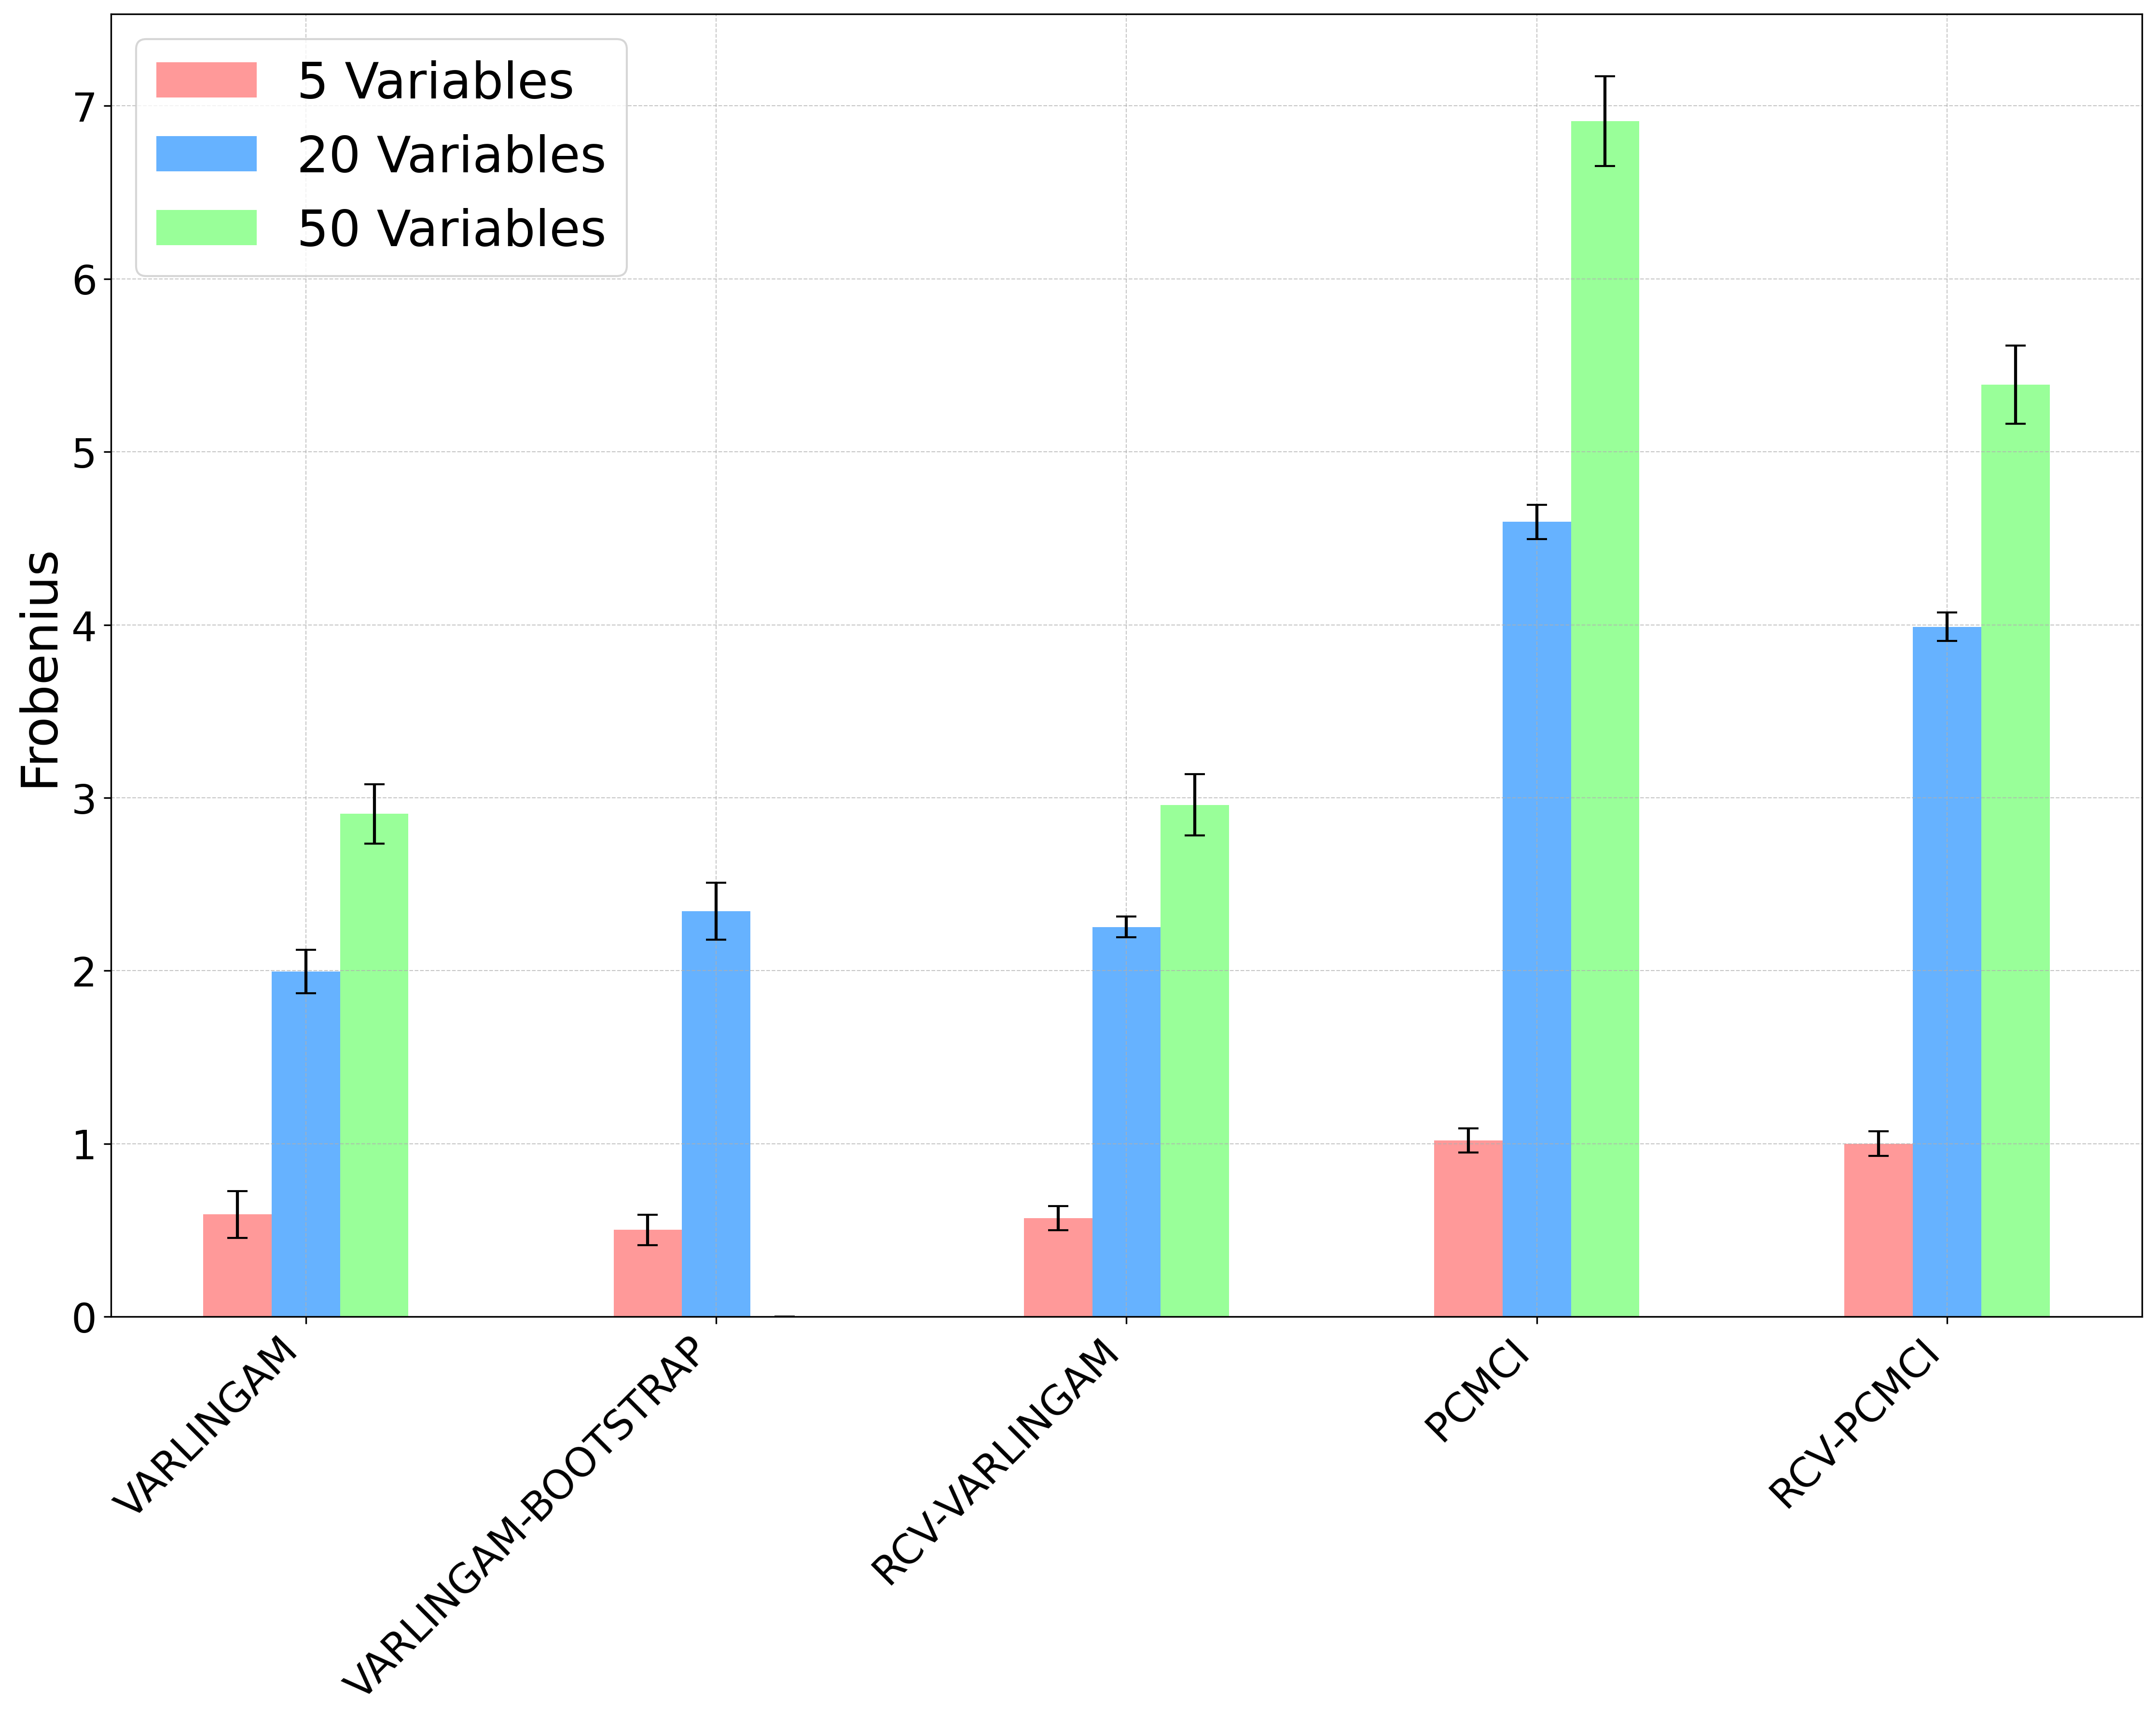 5 Variables
20 Variables
50 Variables
Frobenius
7
6
5
4
3
2
1
0
VARLINGAM
VARLINGAM-BOOTSTRAP
RCV-VARLINGAM
PCMCI
RCV-PCMCI